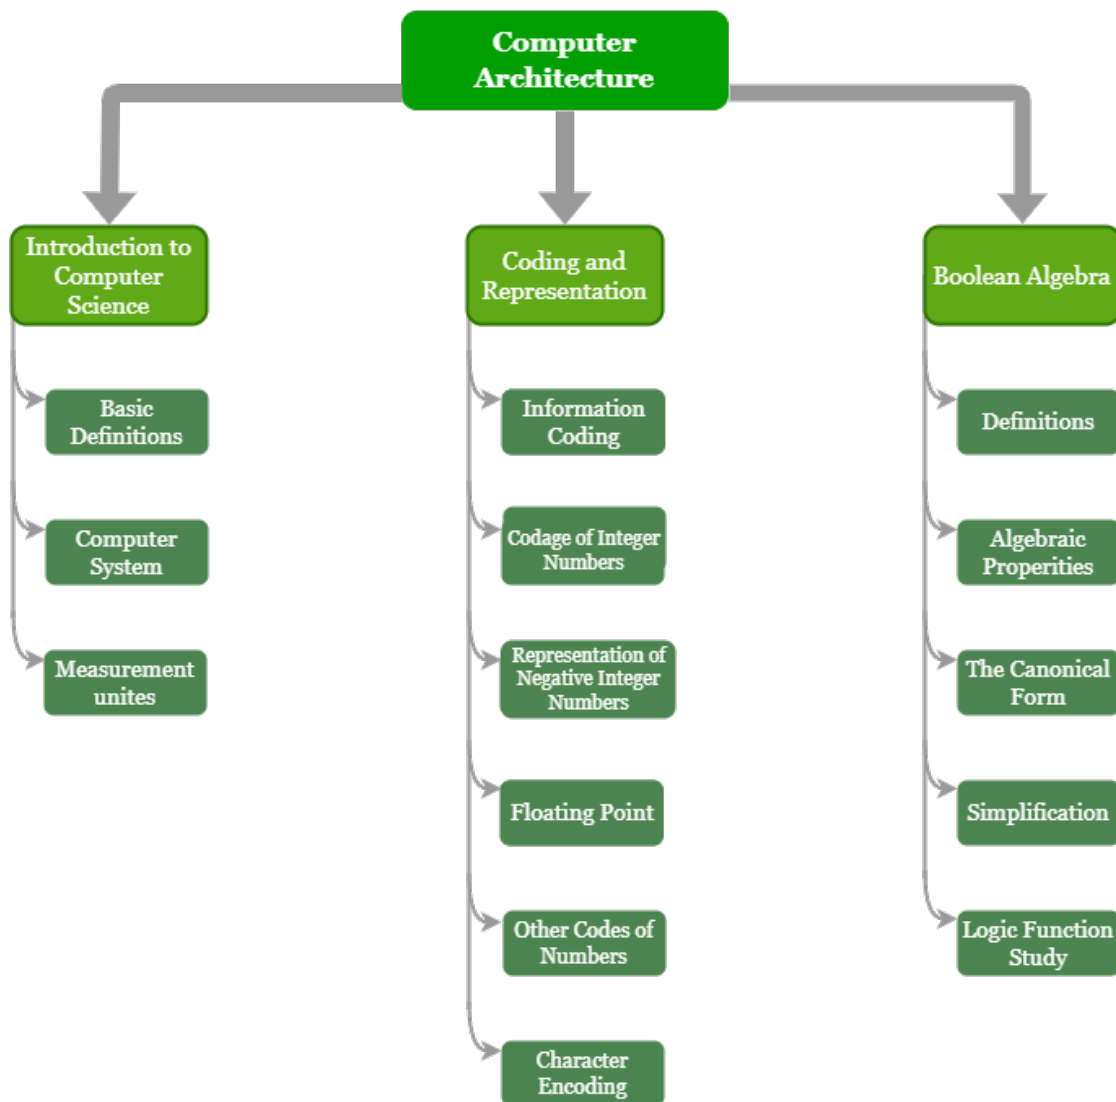 Computer
Architecture
Introduction to
Computer
Science
Basic
Definitions
Computer
System
Measurement
unites
Coding and
Representation
Information
Coding
Codage of Integer
Numbers
Representation of
Negative Integer
Numbers
Floating Point
Other Codes of
Numbers
Character
Encoding
Boolean Algebra
Definitions
Algebraic
Properities
The Canonical
Form
Simplification
Logic Function
Study